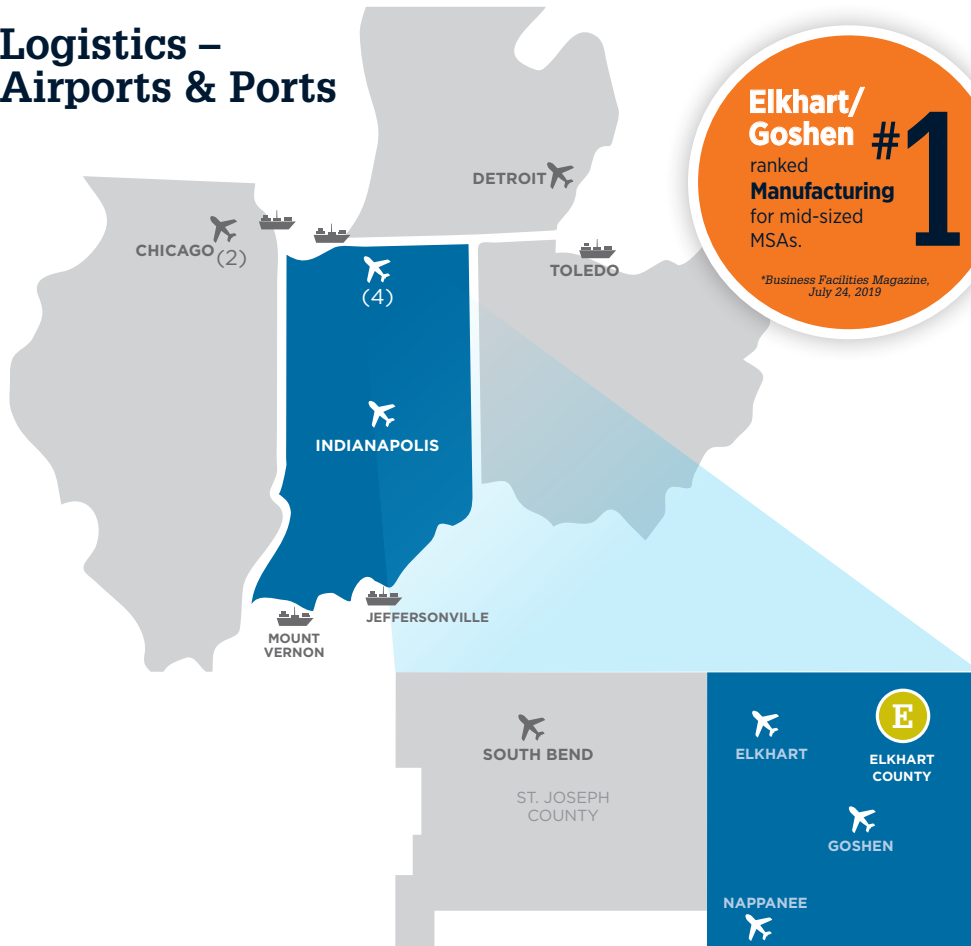 Logistics –
Airports & Ports
Elkhart/
Goshen
#1
ranked
Manufacturing
for mid-sized
MSAs.
*Business Facilities Magazine,
July 24, 2019
DETROIT
CHICAGO
(2)
TOLEDO
(4)
INDIANAPOLIS
JEFFERSONVILLE
MOUNT
VERNON
SOUTH BEND
ST. JOSEPH
COUNTY
E
ELKHART
ELKHART
COUNTY
GOSHEN
NAPPANEE